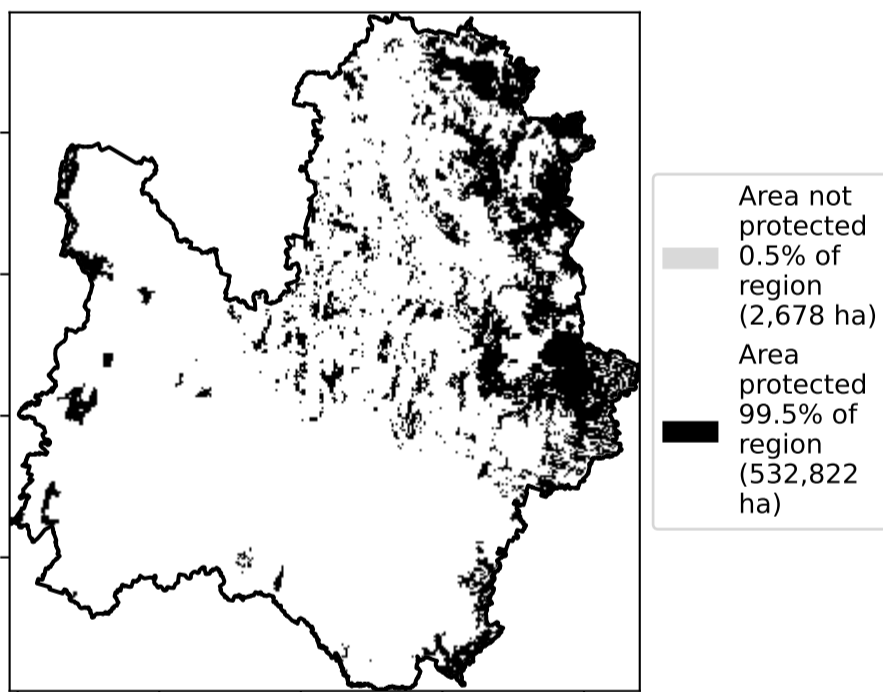 Area not
protected
0.5% of
region
(2,678 ha)
Area
protected
99.5% of
region
(532,822
ha)